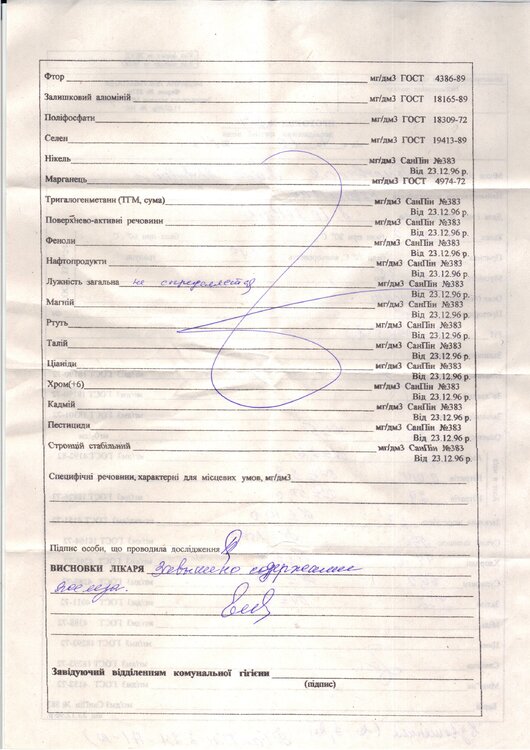 Фтор мг/дм3 ГОСТ 4386-89
Залишковий алюміній мг/дм3 ГОСТ 18165-89
Поліфосфати мг/дм3 ГОСТ 18309-72
Селен мг/дм3 ГОСТ 19413-89
Нікель мг/дм3 СанПін №383
Від 23.12.96 р.
Марганець мг/дм3 ГОСТ 4974-72
Тригалогенметани (ТГМ, сума) мг/дм3 СанПін №383
Від 23.12.96 р.
Поверхнево-активні речовини мг/дм3 СанПін №383
Від 23.12.96 р.
Феноли мг/дм3 СанПін №383
Від 23.12.96 р.
Нафтопродукти мг/дм3 СанПін №383
Від 23.12.96 р.
Лужність загальна не определяется мг/дм3 СанПін №383
Від 23.12.96 р.
Магній мг/дм3 СанПін №383
Від 23.12.96 р.
Ртуть мг/дм3 СанПін №383
Від 23.12.96 р.
Талій мг/дм3 СанПін №383
Від 23.12.96 р.
Ціаніди мг/дм3 СанПін №383
Від 23.12.96 р.
Хром(+6) мг/дм3 СанПін №383
Від 23.12.96 р.
Кадмій мг/дм3 СанПін №383
Від 23.12.96 р.
Пестициди мг/дм3 СанПін №383
Від 23.12.96 р.
Стронцій стабільний мг/дм3 СанПін №383
Від 23.12.96 р.
Специфічні речовини, характерні для місцевих умов, мг/дм3
Підпис особи, що проводила дослідження
ВИСНОВКИ ЛІКАРЯ Завышено содержание
железа.
Завідуючий відділенням комунальної гігієни
(підпис)